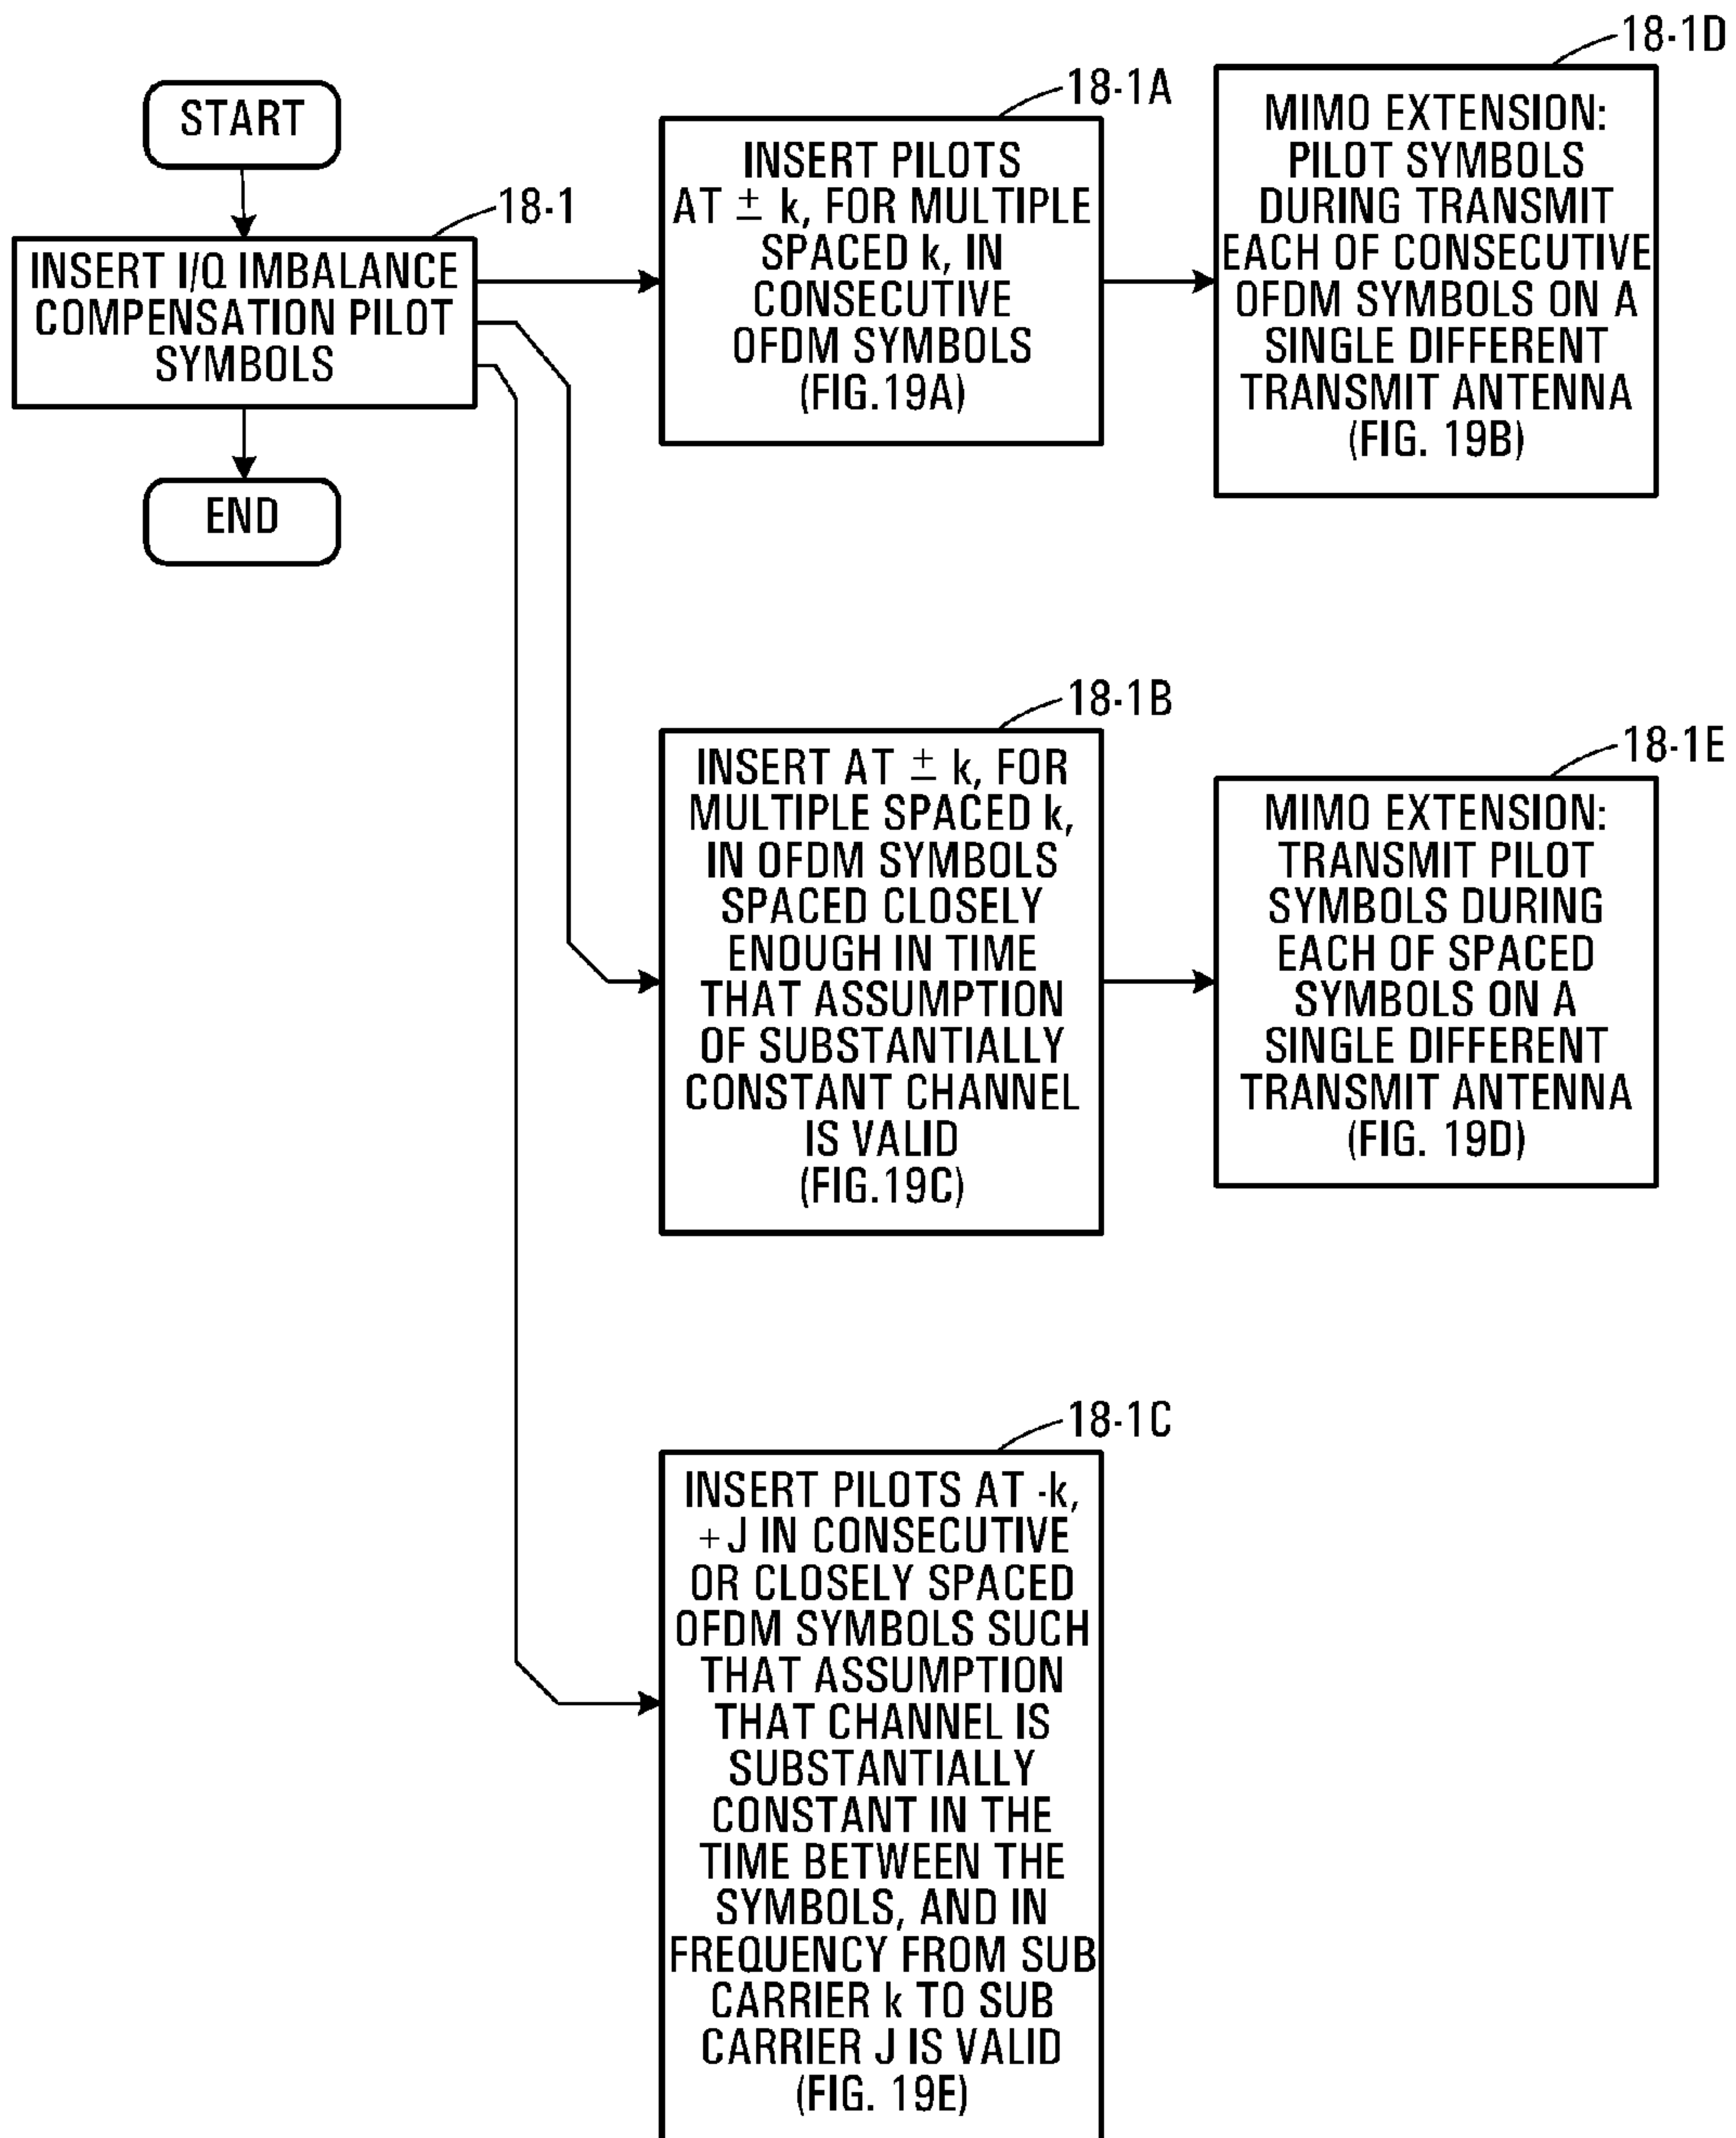 START
18-1
INSERT I/Q IMBALANCE
COMPENSATION PILOT
SYMBOLS
END
18-1A
INSERT PILOTS
AT ± k, FOR MULTIPLE
SPACED k, IN
CONSECUTIVE
OFDM SYMBOLS
(FIG.19A)
18-1D
MIMO EXTENSION:
PILOT SYMBOLS
DURING TRANSMIT
EACH OF CONSECUTIVE
OFDM SYMBOLS ON A
SINGLE DIFFERENT
TRANSMIT ANTENNA
(FIG. 19B)
18-1B
INSERT AT ± k, FOR
MULTIPLE SPACED k,
IN OFDM SYMBOLS
SPACED CLOSELY
ENOUGH IN TIME
THAT ASSUMPTION
OF SUBSTANTIALLY
CONSTANT CHANNEL
IS VALID
(FIG.19C)
18-1E
MIMO EXTENSION:
TRANSMIT PILOT
SYMBOLS DURING
EACH OF SPACED
SYMBOLS ON A
SINGLE DIFFERENT
TRANSMIT ANTENNA
(FIG. 19D)
18-1C
INSERT PILOTS AT -k,
+J IN CONSECUTIVE
OR CLOSELY SPACED
OFDM SYMBOLS SUCH
THAT ASSUMPTION
THAT CHANNEL IS
SUBSTANTIALLY
CONSTANT IN THE
TIME BETWEEN THE
SYMBOLS, AND IN
FREQUENCY FROM SUB
CARRIER k TO SUB
CARRIER J IS VALID
(FIG. 19E)